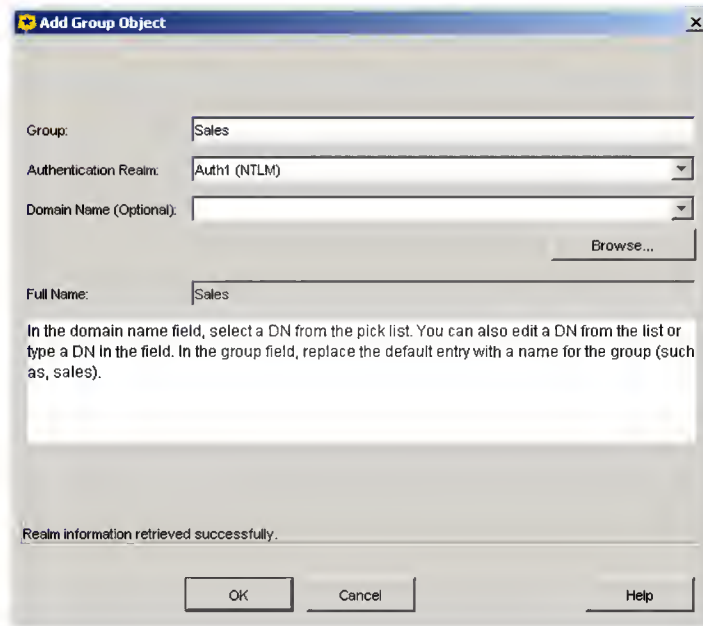 Add Group Object
Group: Sales
Authentication Realm: Auth1 (NTLM)
Domain Name (Optional):
Browse...
Full Name: Sales
In the domain name field, select a DN from the pick list. You can also edit a DN from the list or
type a DN in the field. In the group field, replace the default entry with a name for the group (such
as, sales).
Realm information retrieved successfully.
OK Cancel Help